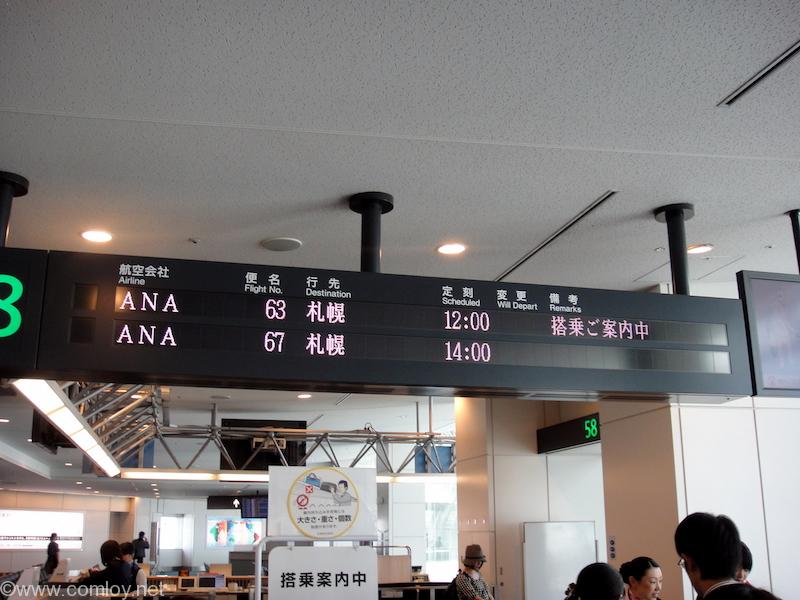 航空会社 便名 行先 定刻 変更 備考
Airline Flight No. Destination Scheduled Will Depart Remarks
ANA 63 札幌 12:00 搭乗ご案内中
ANA 67 札幌 14:00
8
58
大きさ・重さ・個数
搭乗案内中
©www.comloy.net